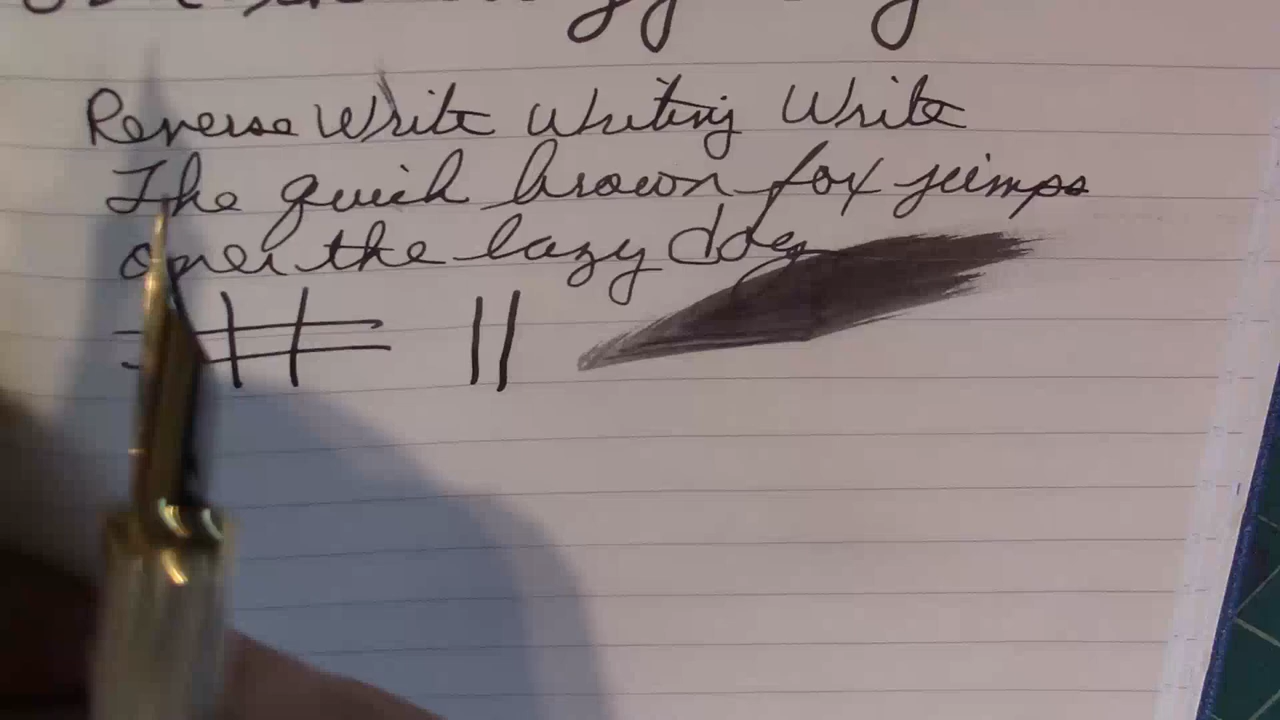 Reverse Write Writing Write
The quick brown fox jumps
over the lazy dog